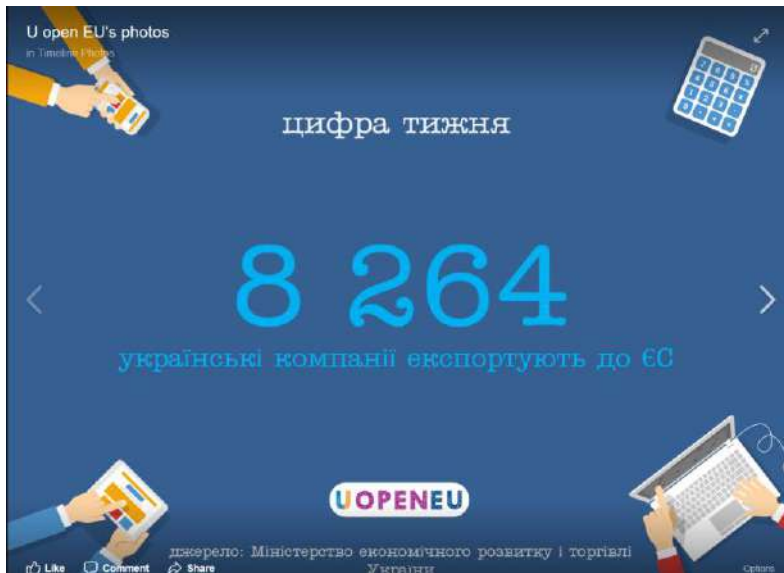 U open EU's photos
in Timeline Photos
цифра тижня
8 264
українські компанії експортують до ЄС
UOPENEU
джерело: Міністерство економічного розвитку і торгівлі
України
Like Comment Share
Options